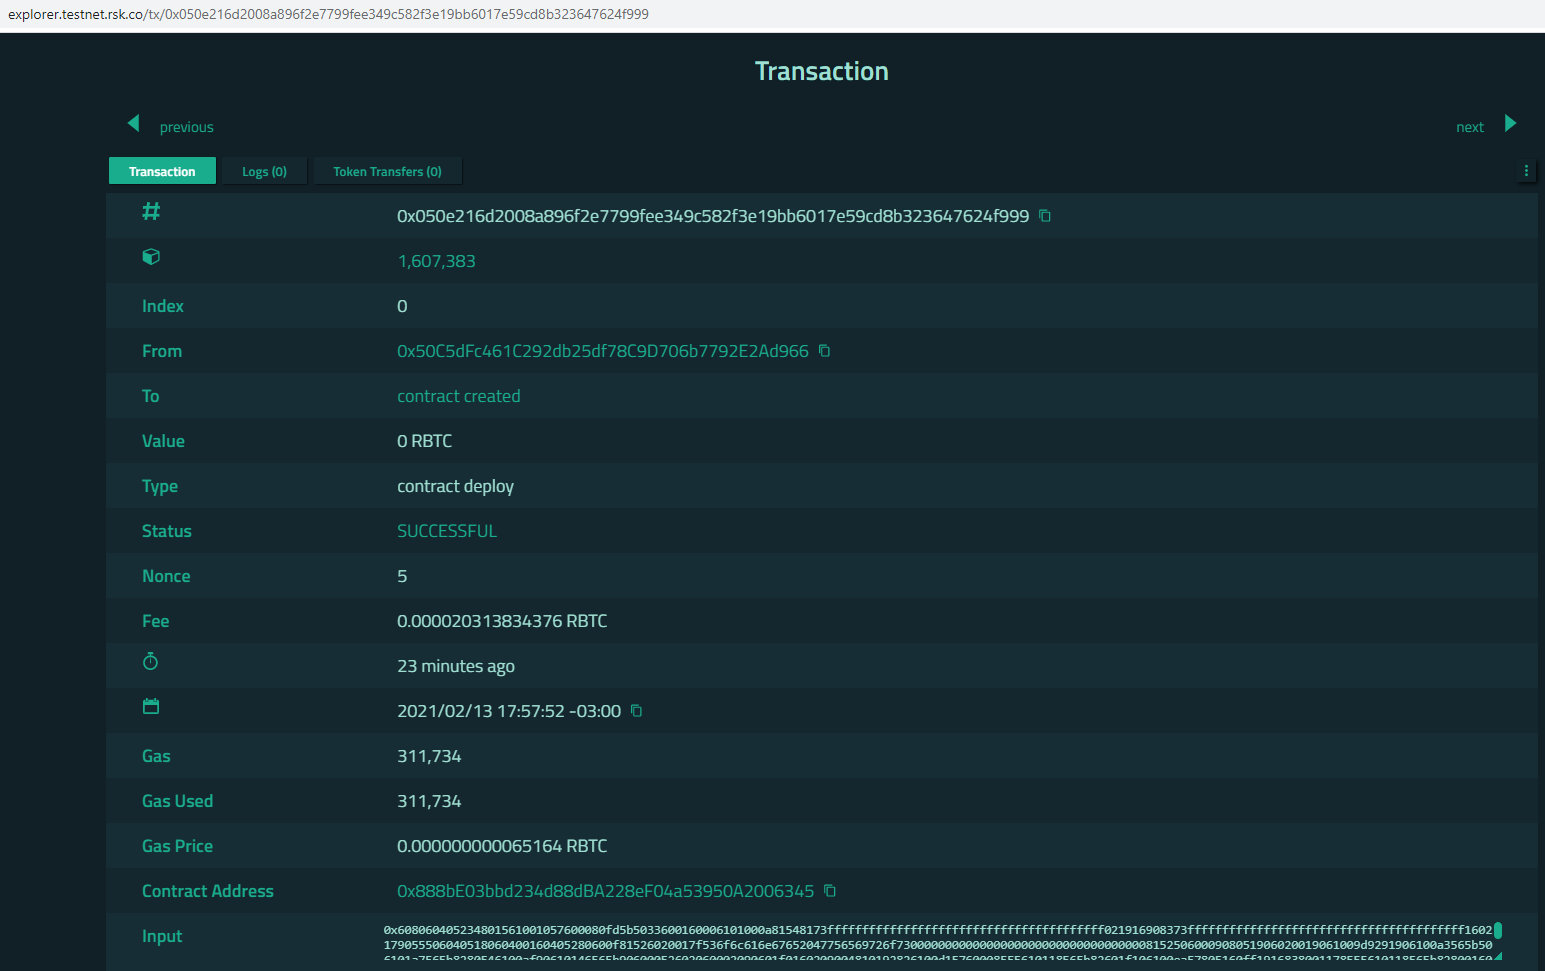 explorer.testnet.rsk.co/tx/0x050e216d2008a896f2e7799fee349c582f3e19bb6017e59cd8b323647624f999
Transaction
previous
next
Transaction
Logs (0)
Token Transfers (0)
# 0x050e216d2008a896f2e7799fee349c582f3e19bb6017e59cd8b323647624f999
1,607,383
Index 0
From 0x50C5dFc461C292db25df78C9D706b7792E2Ad966
To contract created
Value 0 RBTC
Type contract deploy
Status SUCCESSFUL
Nonce 5
Fee 0.000020313834376 RBTC
23 minutes ago
2021/02/13 17:57:52 -03:00
Gas 311,734
Gas Used 311,734
Gas Price 0.000000000065164 RBTC
Contract Address 0x888bE03bbd234d88dBA228eF04a53950A2006345
Input